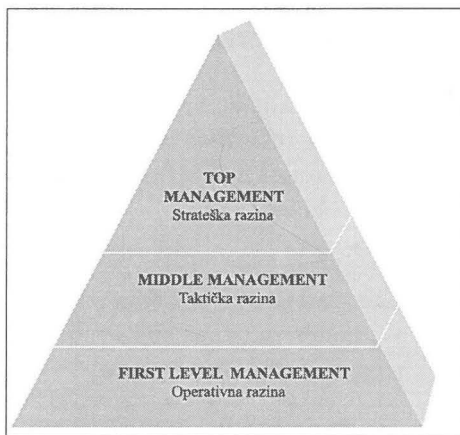 TOP
MANAGEMENT
Strateška razina
MIDDLE MANAGEMENT
Taktička razina
FIRST LEVEL MANAGEMENT
Operativna razina